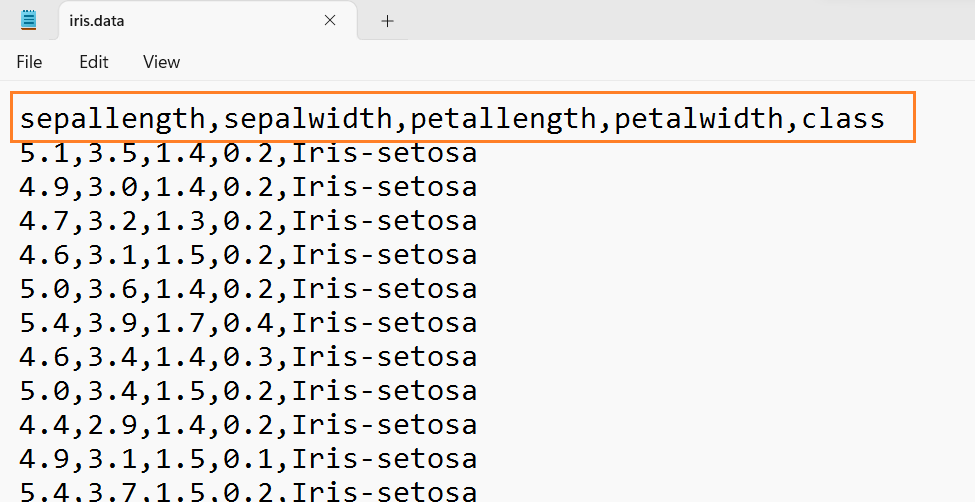 iris.data
File Edit View
sepallength,sepalwidth,petallength,petalwidth,class
5.1,3.5,1.4,0.2,Iris-setosa
4.9,3.0,1.4,0.2,Iris-setosa
4.7,3.2,1.3,0.2,Iris-setosa
4.6,3.1,1.5,0.2,Iris-setosa
5.0,3.6,1.4,0.2,Iris-setosa
5.4,3.9,1.7,0.4,Iris-setosa
4.6,3.4,1.4,0.3,Iris-setosa
5.0,3.4,1.5,0.2,Iris-setosa
4.4,2.9,1.4,0.2,Iris-setosa
4.9,3.1,1.5,0.1,Iris-setosa
5.4,3.7,1.5,0.2,Iris-setosa